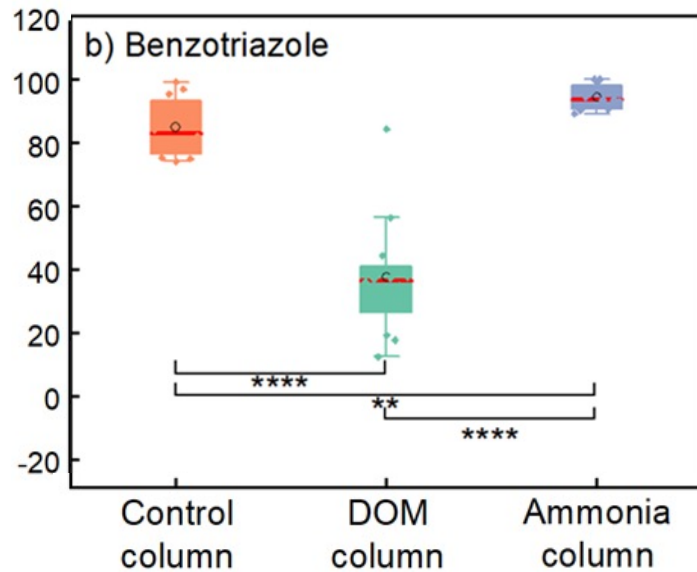 b) Benzotriazole
120
100
80
60
40
20
0
-20
****
**
****
Control column
DOM column
Ammonia column